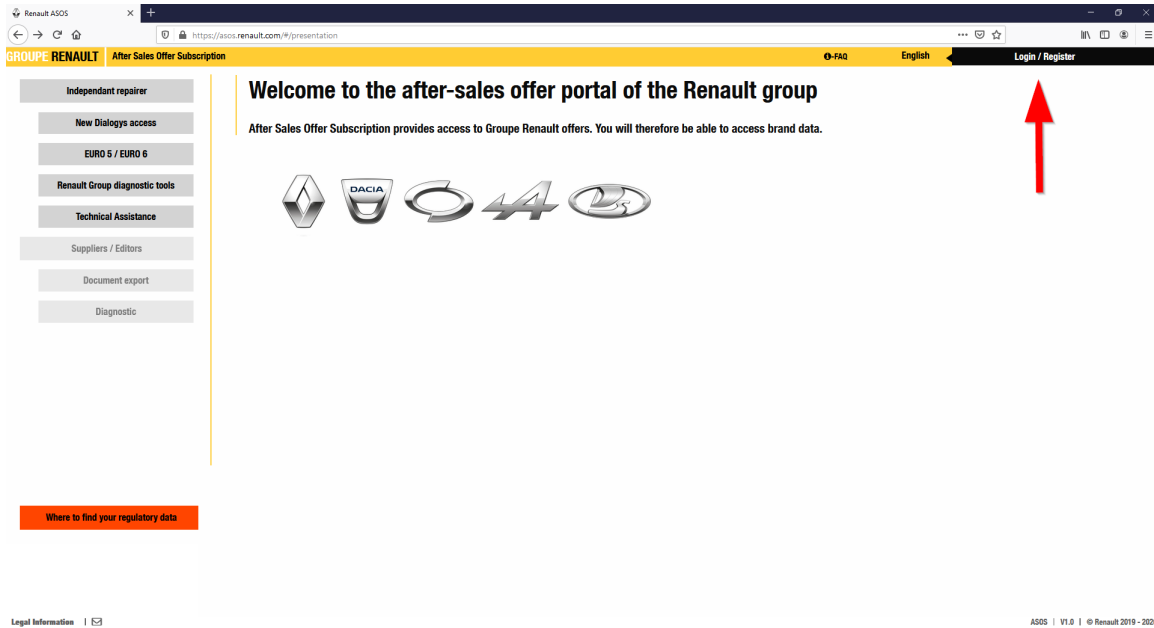 Renault ASOS
https://asos.renault.com/#/presentation
GROUPE RENAULT After Sales Offer Subscription -FAQ English Login / Register
Independant repairer
New Dialogys access
EURO 5 / EURO 6
Renault Group diagnostic tools
Technical Assistance
Suppliers / Editors
Document export
Diagnostic
Where to find your regulatory data
Welcome to the after-sales offer portal of the Renault group
After Sales Offer Subscription provides access to Groupe Renault offers. You will therefore be able to access brand data.
DACIA
Legal Information | ASOS | V1.0 | © Renault 2019 -